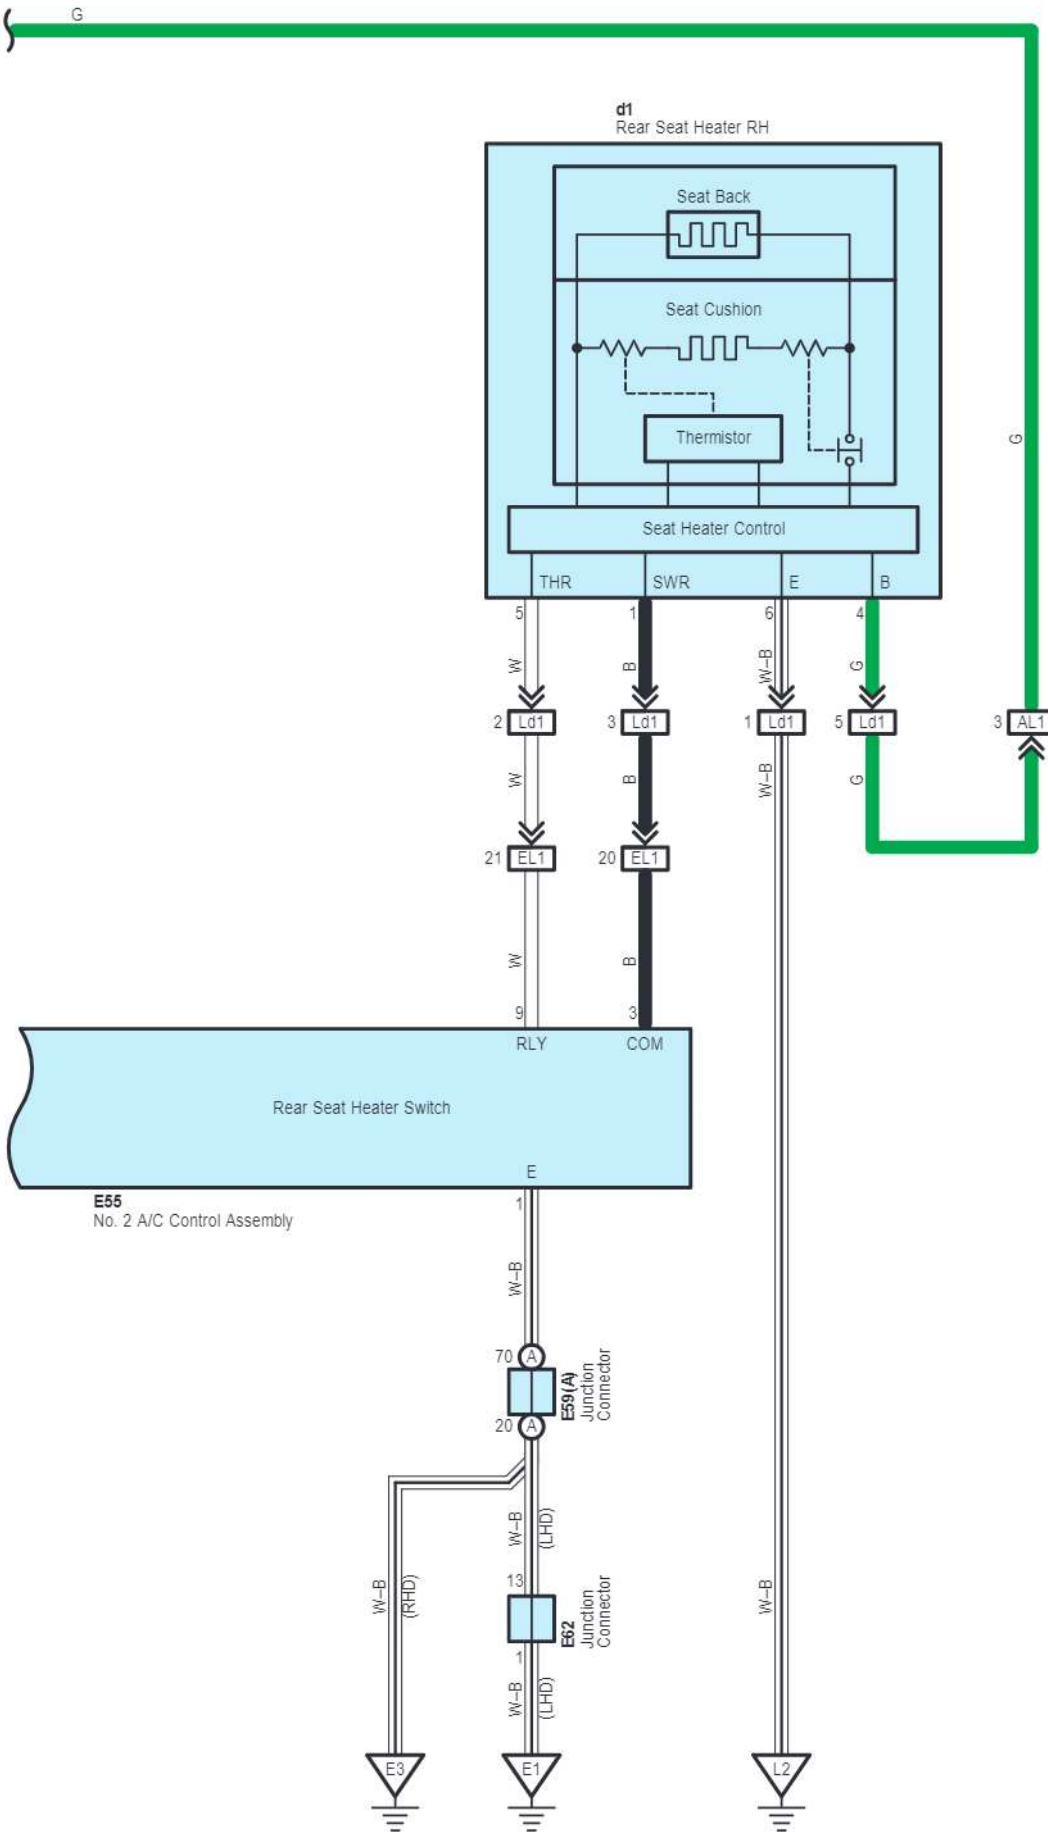 G
d1
Rear Seat Heater RH
Seat Back
Seat Cushion
Thermistor
G
Seat Heater Control
THR
SWR
E
B
5
1
6
4
W
B
W–B
G
2 Ld1
3 Ld1
1 Ld1
5 Ld1
3 AL1
W
B
W–B
G
21 EL1
20 EL1
W
B
9
3
RLY
COM
Rear Seat Heater Switch
E
E55
No. 2 A/C Control Assembly
1
W–B
70 A
E59(A)
Junction
Connector
20 A
W–B
(LHD)
W–B
(RHD)
13
E62
Junction
Connector
W–B
1
W–B
(LHD)
E3
E1
L2